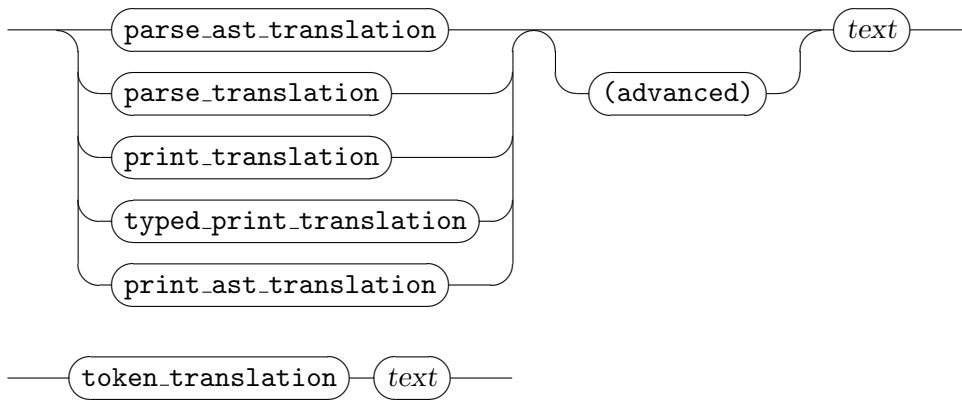 parse_ast_translation text
parse_translation (advanced)
print_translation
typed_print_translation
print_ast_translation
token_translation text